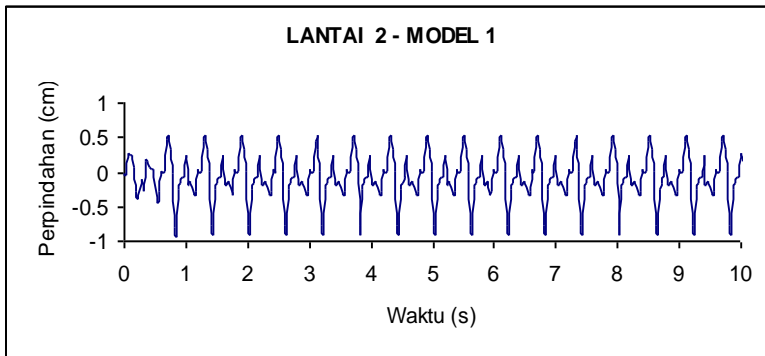 LANTAI 2 - MODEL 1
Perpindahan (cm)
1
0.5
0
-0.5
-1
0 1 2 3 4 5 6 7 8 9 10
Waktu (s)